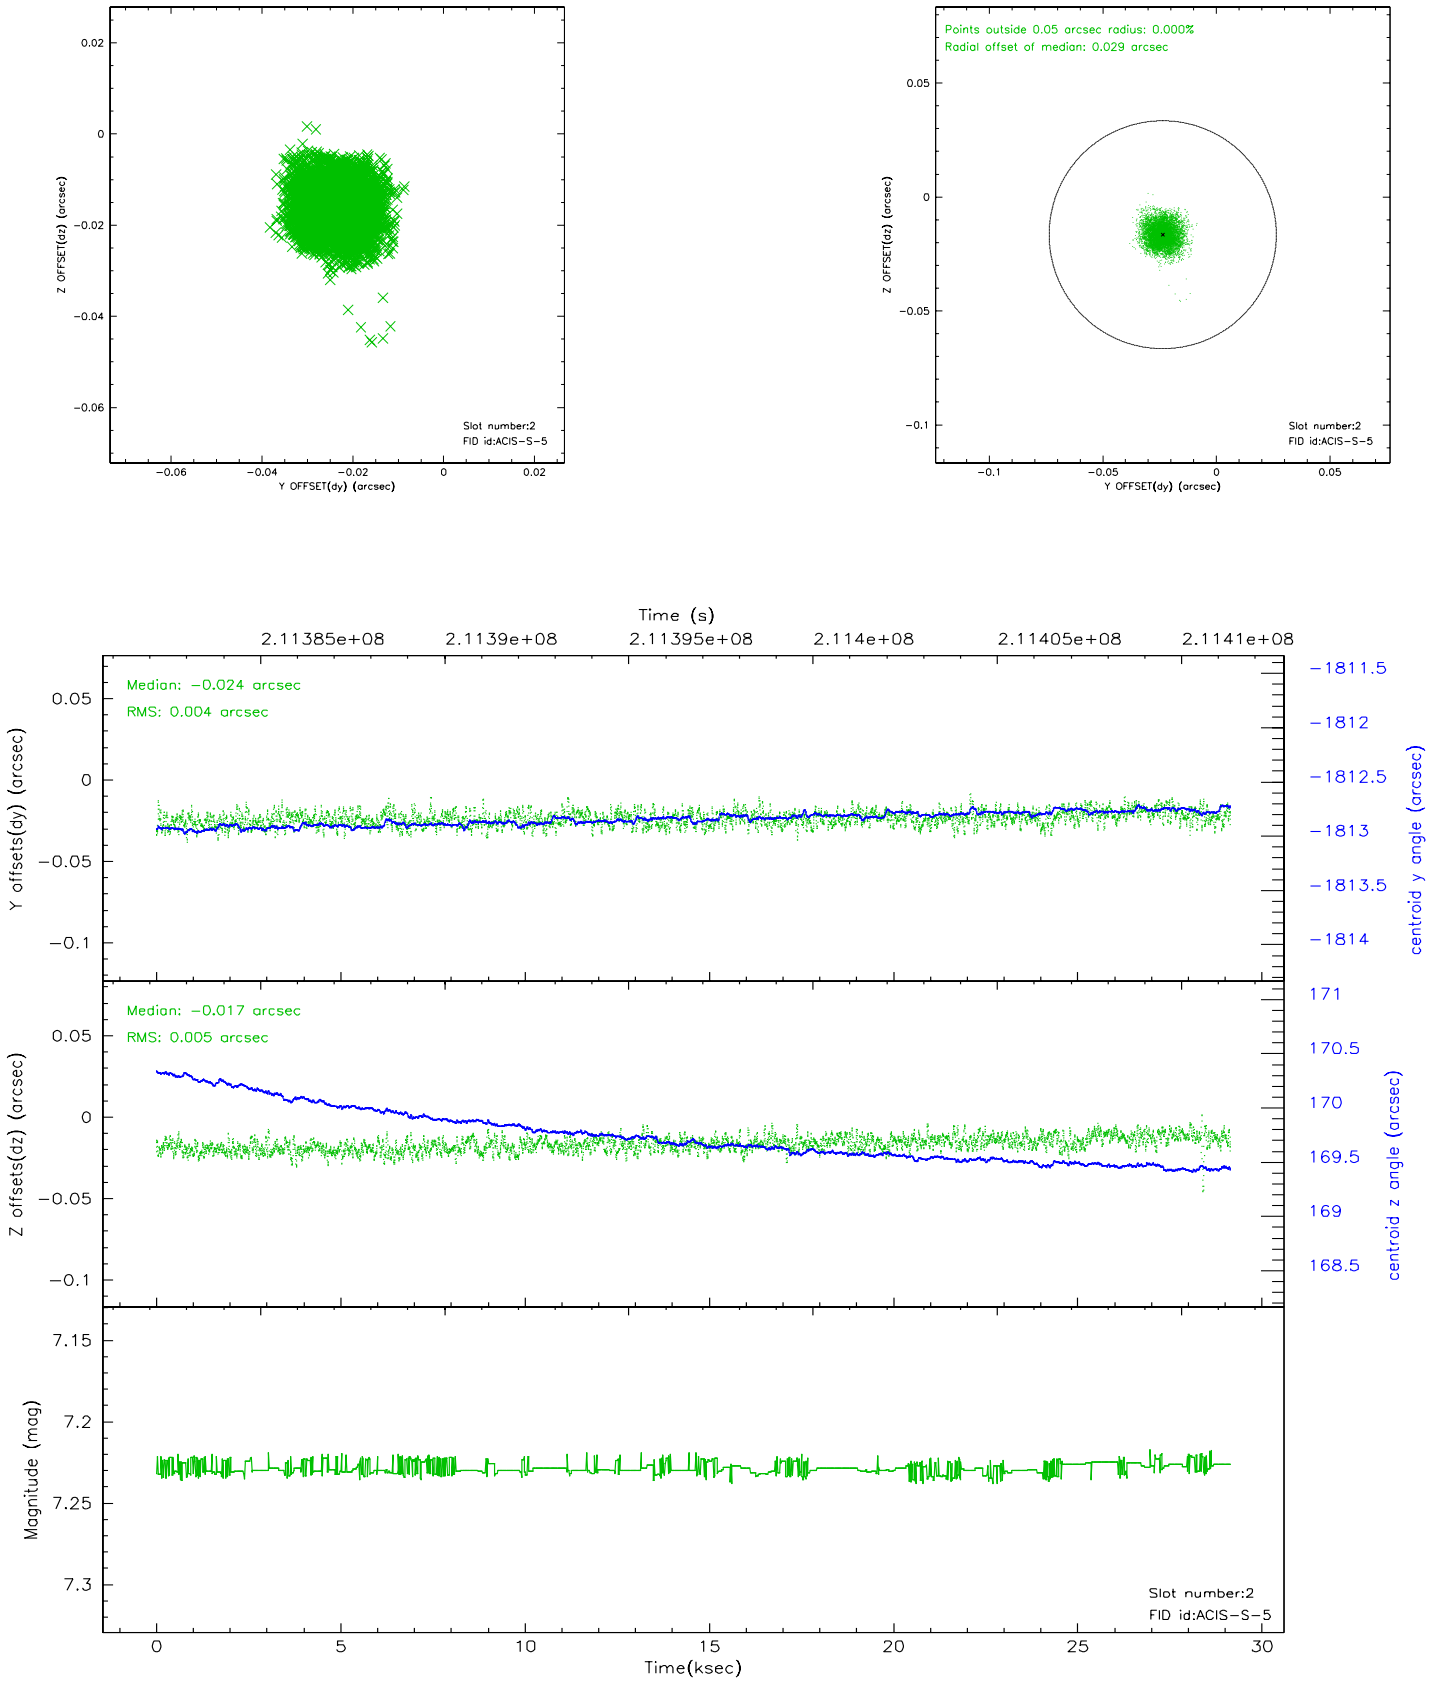 0.02
0
−0.02
−0.04
−0.06
Z OFFSET(dz) (arcsec)
Slot number:2
FID id:ACIS−S−5
−0.06 −0.04 −0.02 0 0.02
Y OFFSET(dy) (arcsec)
Points outside 0.05 arcsec radius: 0.000%
Radial offset of median: 0.029 arcsec
0.05
0
−0.05
−0.1
Z OFFSET(dz) (arcsec)
Slot number:2
FID id:ACIS−S−5
−0.1 −0.05 0 0.05
Y OFFSET(dy) (arcsec)
Time (s)
2.11385e+08 2.1139e+08 2.11395e+08 2.114e+08 2.11405e+08 2.1141e+08
Median: −0.024 arcsec
RMS: 0.004 arcsec
0.05
0
−0.05
−0.1
Y offsets(dy) (arcsec)
−1811.5
−1812
−1812.5
−1813
−1813.5
−1814
centroid y angle (arcsec)
Median: −0.017 arcsec
RMS: 0.005 arcsec
0.05
0
−0.05
−0.1
Z offsets(dz) (arcsec)
171
170.5
170
169.5
169
168.5
centroid z angle (arcsec)
7.15
7.2
7.25
7.3
Magnitude (mag)
Slot number:2
FID id:ACIS−S−5
0 5 10 15 20 25 30
Time(ksec)